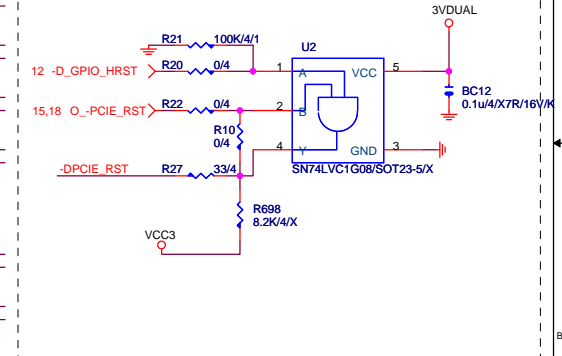 3VDUAL
R21 100K/4/1
U2
12 -D_GPIO_HRST R20 0/4 1 A VCC 5
BC12
0.1u/4/X7R/16V/K
15,18 O_-PCIE_RST R22 0/4 2 B
R10
0/4
4 Y GND 3
-DPCIE_RST R27 33/4 SN74LVC1G08/SOT23-5/X
R698
8.2K/4/X
VCC3
B